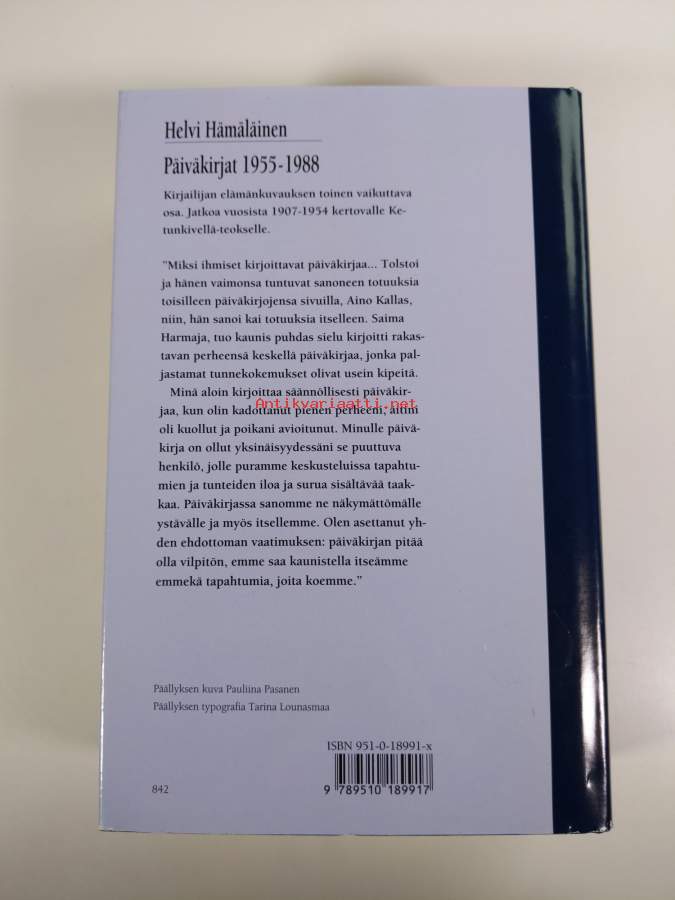 Helvi Hämäläinen
Päiväkirjat 1955-1988
Kirjailijan elämänkuvauksen toinen vaikuttava
osa. Jatkoa vuosista 1907-1954 kertovalle Ke-
tunkivellä-teokselle.
"Miksi ihmiset kirjoittavat päiväkirjaa... Tolstoi
ja hänen vaimonsa tuntuvat sanoneen totuuksia
toisilleen päiväkirjojensa sivuilla, Aino Kallas,
niin, hän sanoi kai totuuksia itselleen. Saima
Harmaja, tuo kaunis puhdas sielu kirjoitti rakas-
tavan perheensä keskellä päiväkirjaa, jonka pal-
jastamat tunnekokemukset olivat usein kipeitä.
Minä aloin kirjoittaa säännöllisesti päiväkir-
jaa, kun olin kadottanut pienen perheeni, äitini
Antikvariaatti.net
oli kuollut ja poikani avioitunut. Minulle päivä-
kirja on ollut yksinäisyydessäni se puuttuva
henkilö, jolle puramme keskusteluissa tapahtu-
mien ja tunteiden iloa ja surua sisältävää taak-
kaa. Päiväkirjassa sanomme ne näkymättömälle
ystävälle ja myös itsellemme. Olen asettanut yh-
den ehdottoman vaatimuksen: päiväkirjan pitää
olla vilpitön, emme saa kaunistella itseämme
emmekä tapahtumia, joita koemme."
Päällyksen kuva Pauliina Pasanen
Päällyksen typografia Tarina Lounasmaa
ISBN 951-0-18991-x
9 789510 189917
842